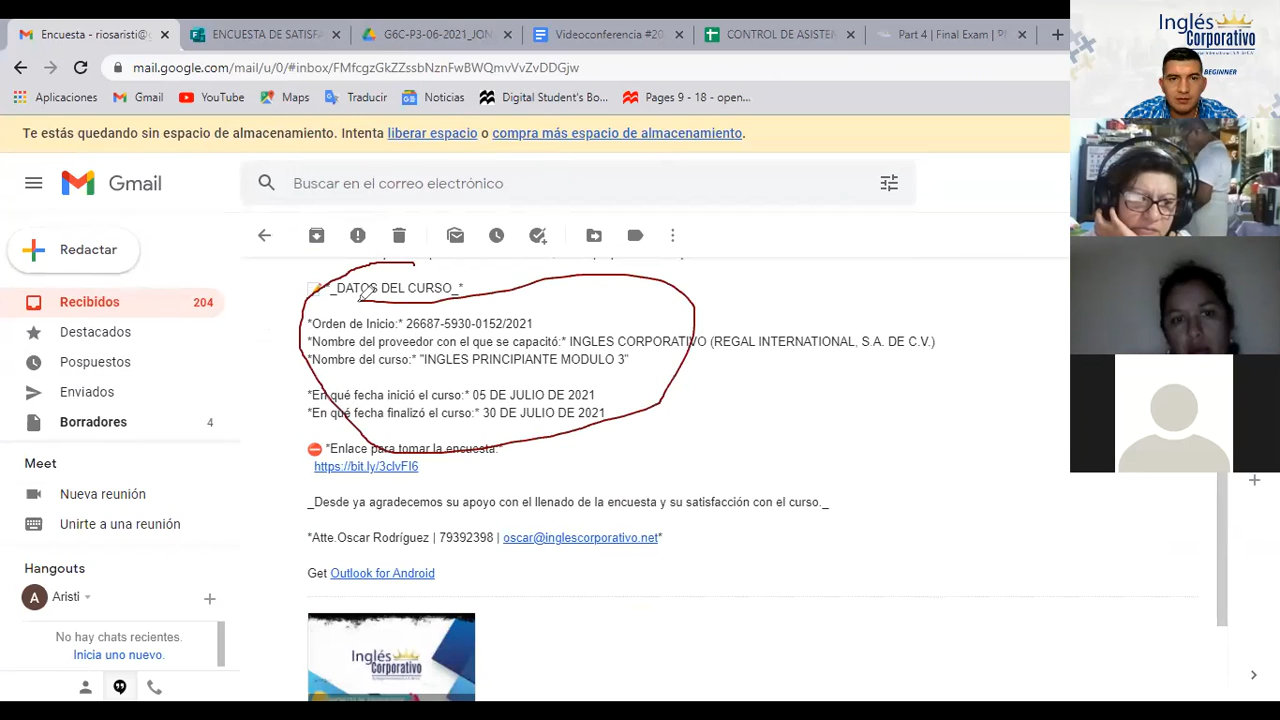 Encuesta - riosaristi@g
ENCUESTA DE SATISFA
G6C-P3-06-2021_JON
Videoconferencia #20
CONTROL DE ASISTEN
Part 4 | Final Exam | Pl
mail.google.com/mail/u/0/#inbox/FMfcgzGkZZssbNznFwBWQmvVvZvDDGjw
Aplicaciones
Gmail
YouTube
Maps
Traducir
Noticias
Digital Student's Bo...
Pages 9 - 18 - open...
Te estás quedando sin espacio de almacenamiento. Intenta liberar espacio o compra más espacio de almacenamiento.
Gmail
Buscar en el correo electrónico
Redactar
Recibidos 204
Destacados
Pospuestos
Enviados
Borradores 4
Meet
Nueva reunión
Unirte a una reunión
Hangouts
A Aristi
No hay chats recientes.
Inicia uno nuevo.
*_DATOS DEL CURSO_*
*Orden de Inicio:* 26687-5930-0152/2021
*Nombre del proveedor con el que se capacitó:* INGLES CORPORATIVO (REGAL INTERNATIONAL, S.A. DE C.V.)
*Nombre del curso:* "INGLES PRINCIPIANTE MODULO 3"
*En qué fecha inició el curso:* 05 DE JULIO DE 2021
*En qué fecha finalizó el curso:* 30 DE JULIO DE 2021
*Enlace para tomar la encuesta:
https://bit.ly/3clvFI6
_Desde ya agradecemos su apoyo con el llenado de la encuesta y su satisfacción con el curso._
*Atte.Oscar Rodríguez | 79392398 | oscar@inglescorporativo.net*
Get Outlook for Android
Inglés
Corporativo
Inglés
Corporativo
BEGINNER